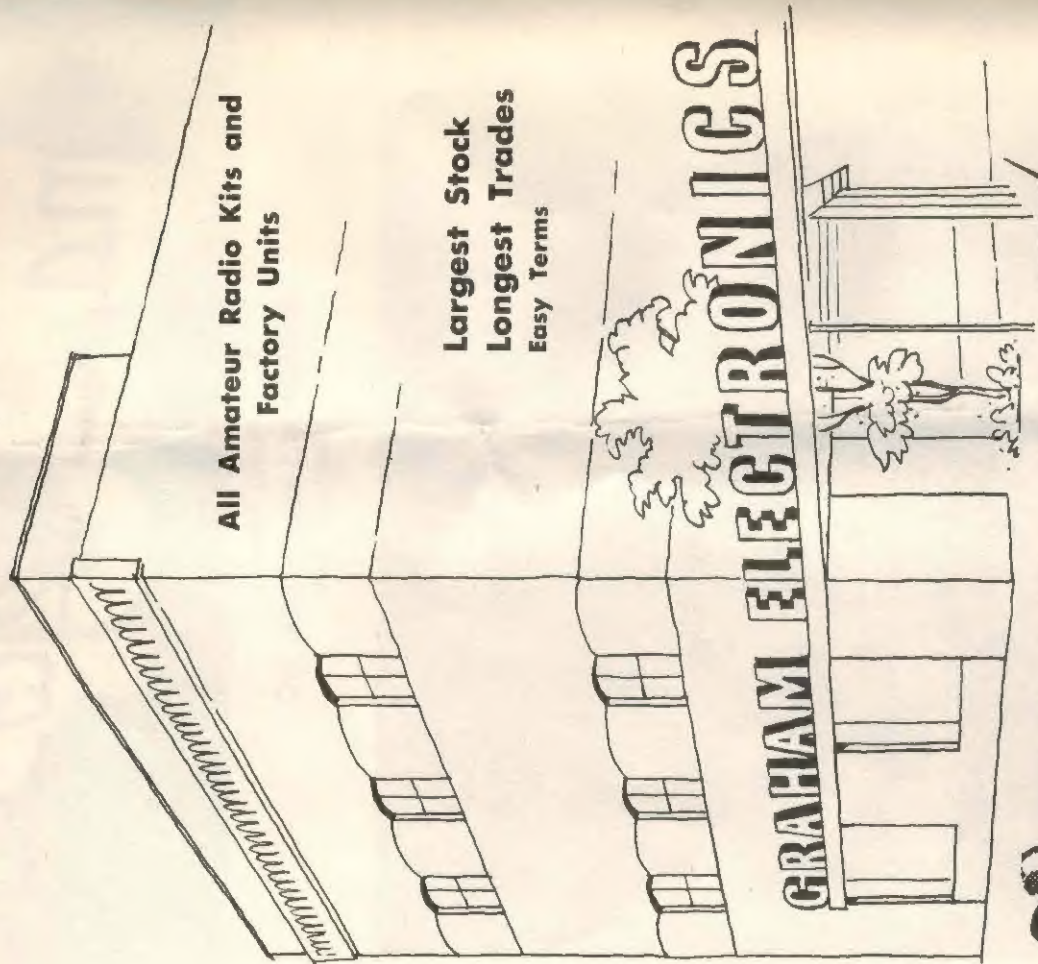 All Amateur Radio Kits and
Factory Units
Largest Stock
Longest Trades
Easy Terms
GRAHAM ELECTRONICS